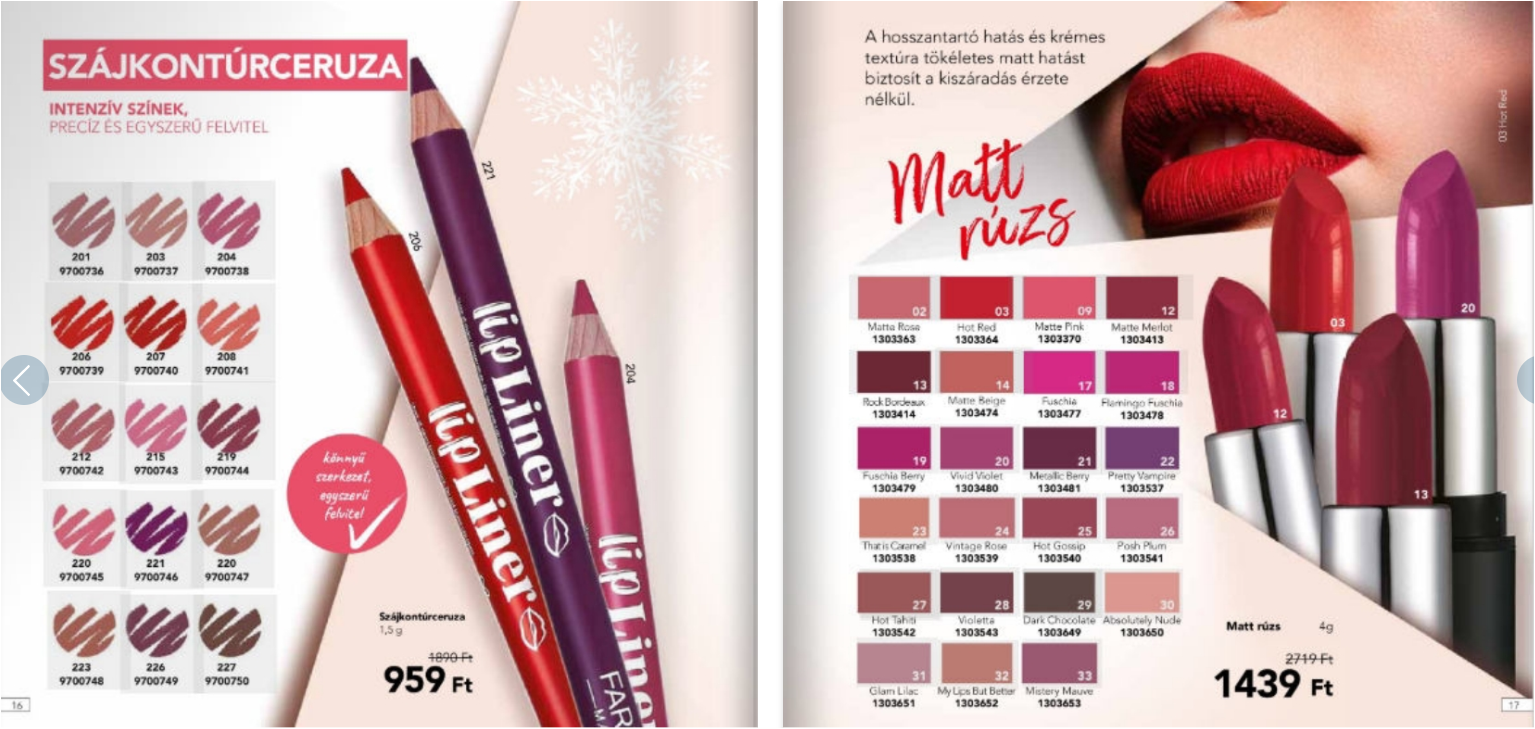 SZÁJKONTÚRCERUZA
INTENZÍV SZÍNEK,
PRECÍZ ÉS EGYSZERŰ FELVITEL
201 203 204
9700736 9700737 9700738
206 207 208
9700739 9700740 9700741
212 215 219
9700742 9700743 9700744
220 221 220
9700745 9700746 9700747
223 226 227
9700748 9700749 9700750
221
206
204
lip Liner
lip Liner
lip Liner
FAR
könnyű
szerkezet,
egyszerű
felvitel
Szájkontúrceruza
1,5 g
1890 Ft
959 Ft
16
A hosszantartó hatás és krémes
textúra tökéletes matt hatást
biztosít a kiszáradás érzete
nélkül.
03 Hot Red
Matt
rúzs
02 03 09 12
Matte Rose Hot Red Matte Pink Matte Merlot
1303363 1303364 1303370 1303413
13 14 17 18
Rock Bordeaux Matte Beige Fuschia Flamingo Fuschia
1303414 1303474 1303477 1303478
19 20 21 22
Fuschia Berry Vivid Violet Metallic Berry Pretty Vampire
1303479 1303480 1303481 1303537
23 24 25 26
That is Caramel Vintage Rose Hot Gossip Posh Plum
1303538 1303539 1303540 1303541
27 28 29 30
Hot Tahiti Violetta Dark Chocolate Absolutely Nude
1303542 1303543 1303649 1303650
31 32 33
Glam Lilac My Lips But Better Mistery Mauve
1303651 1303652 1303653
03
20
12
13
Matt rúzs 4g
2719 Ft
1439 Ft
17